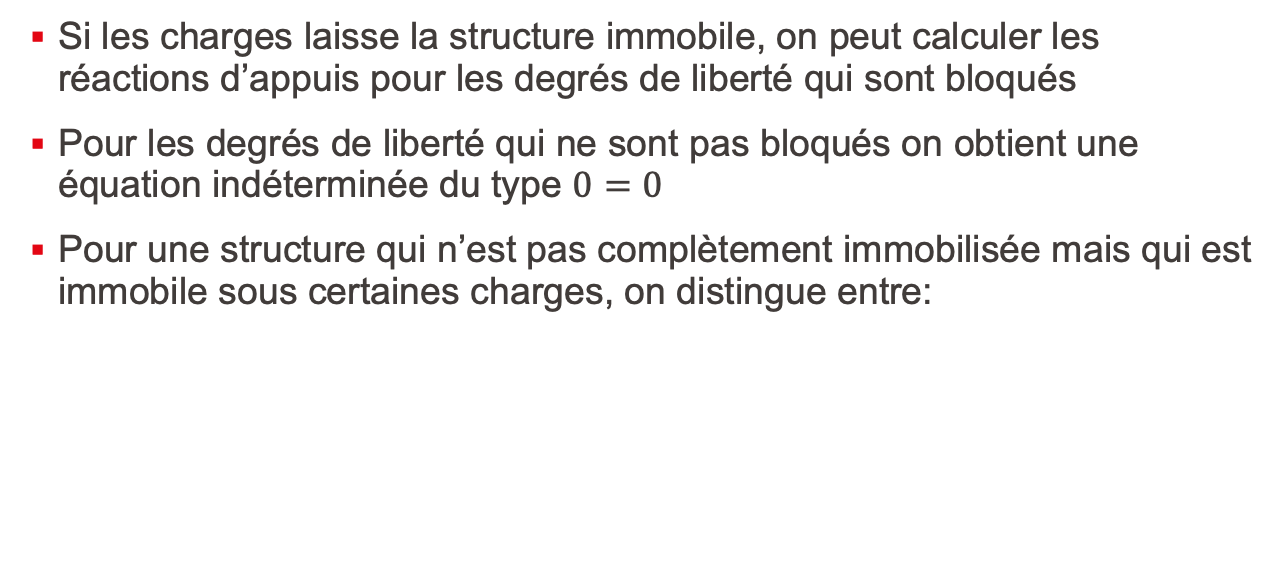 ▪ Si les charges laisse la structure immobile, on peut calculer les
réactions d’appuis pour les degrés de liberté qui sont bloqués
▪ Pour les degrés de liberté qui ne sont pas bloqués on obtient une
équation indéterminée du type 0 = 0
▪ Pour une structure qui n’est pas complètement immobilisée mais qui est
immobile sous certaines charges, on distingue entre: